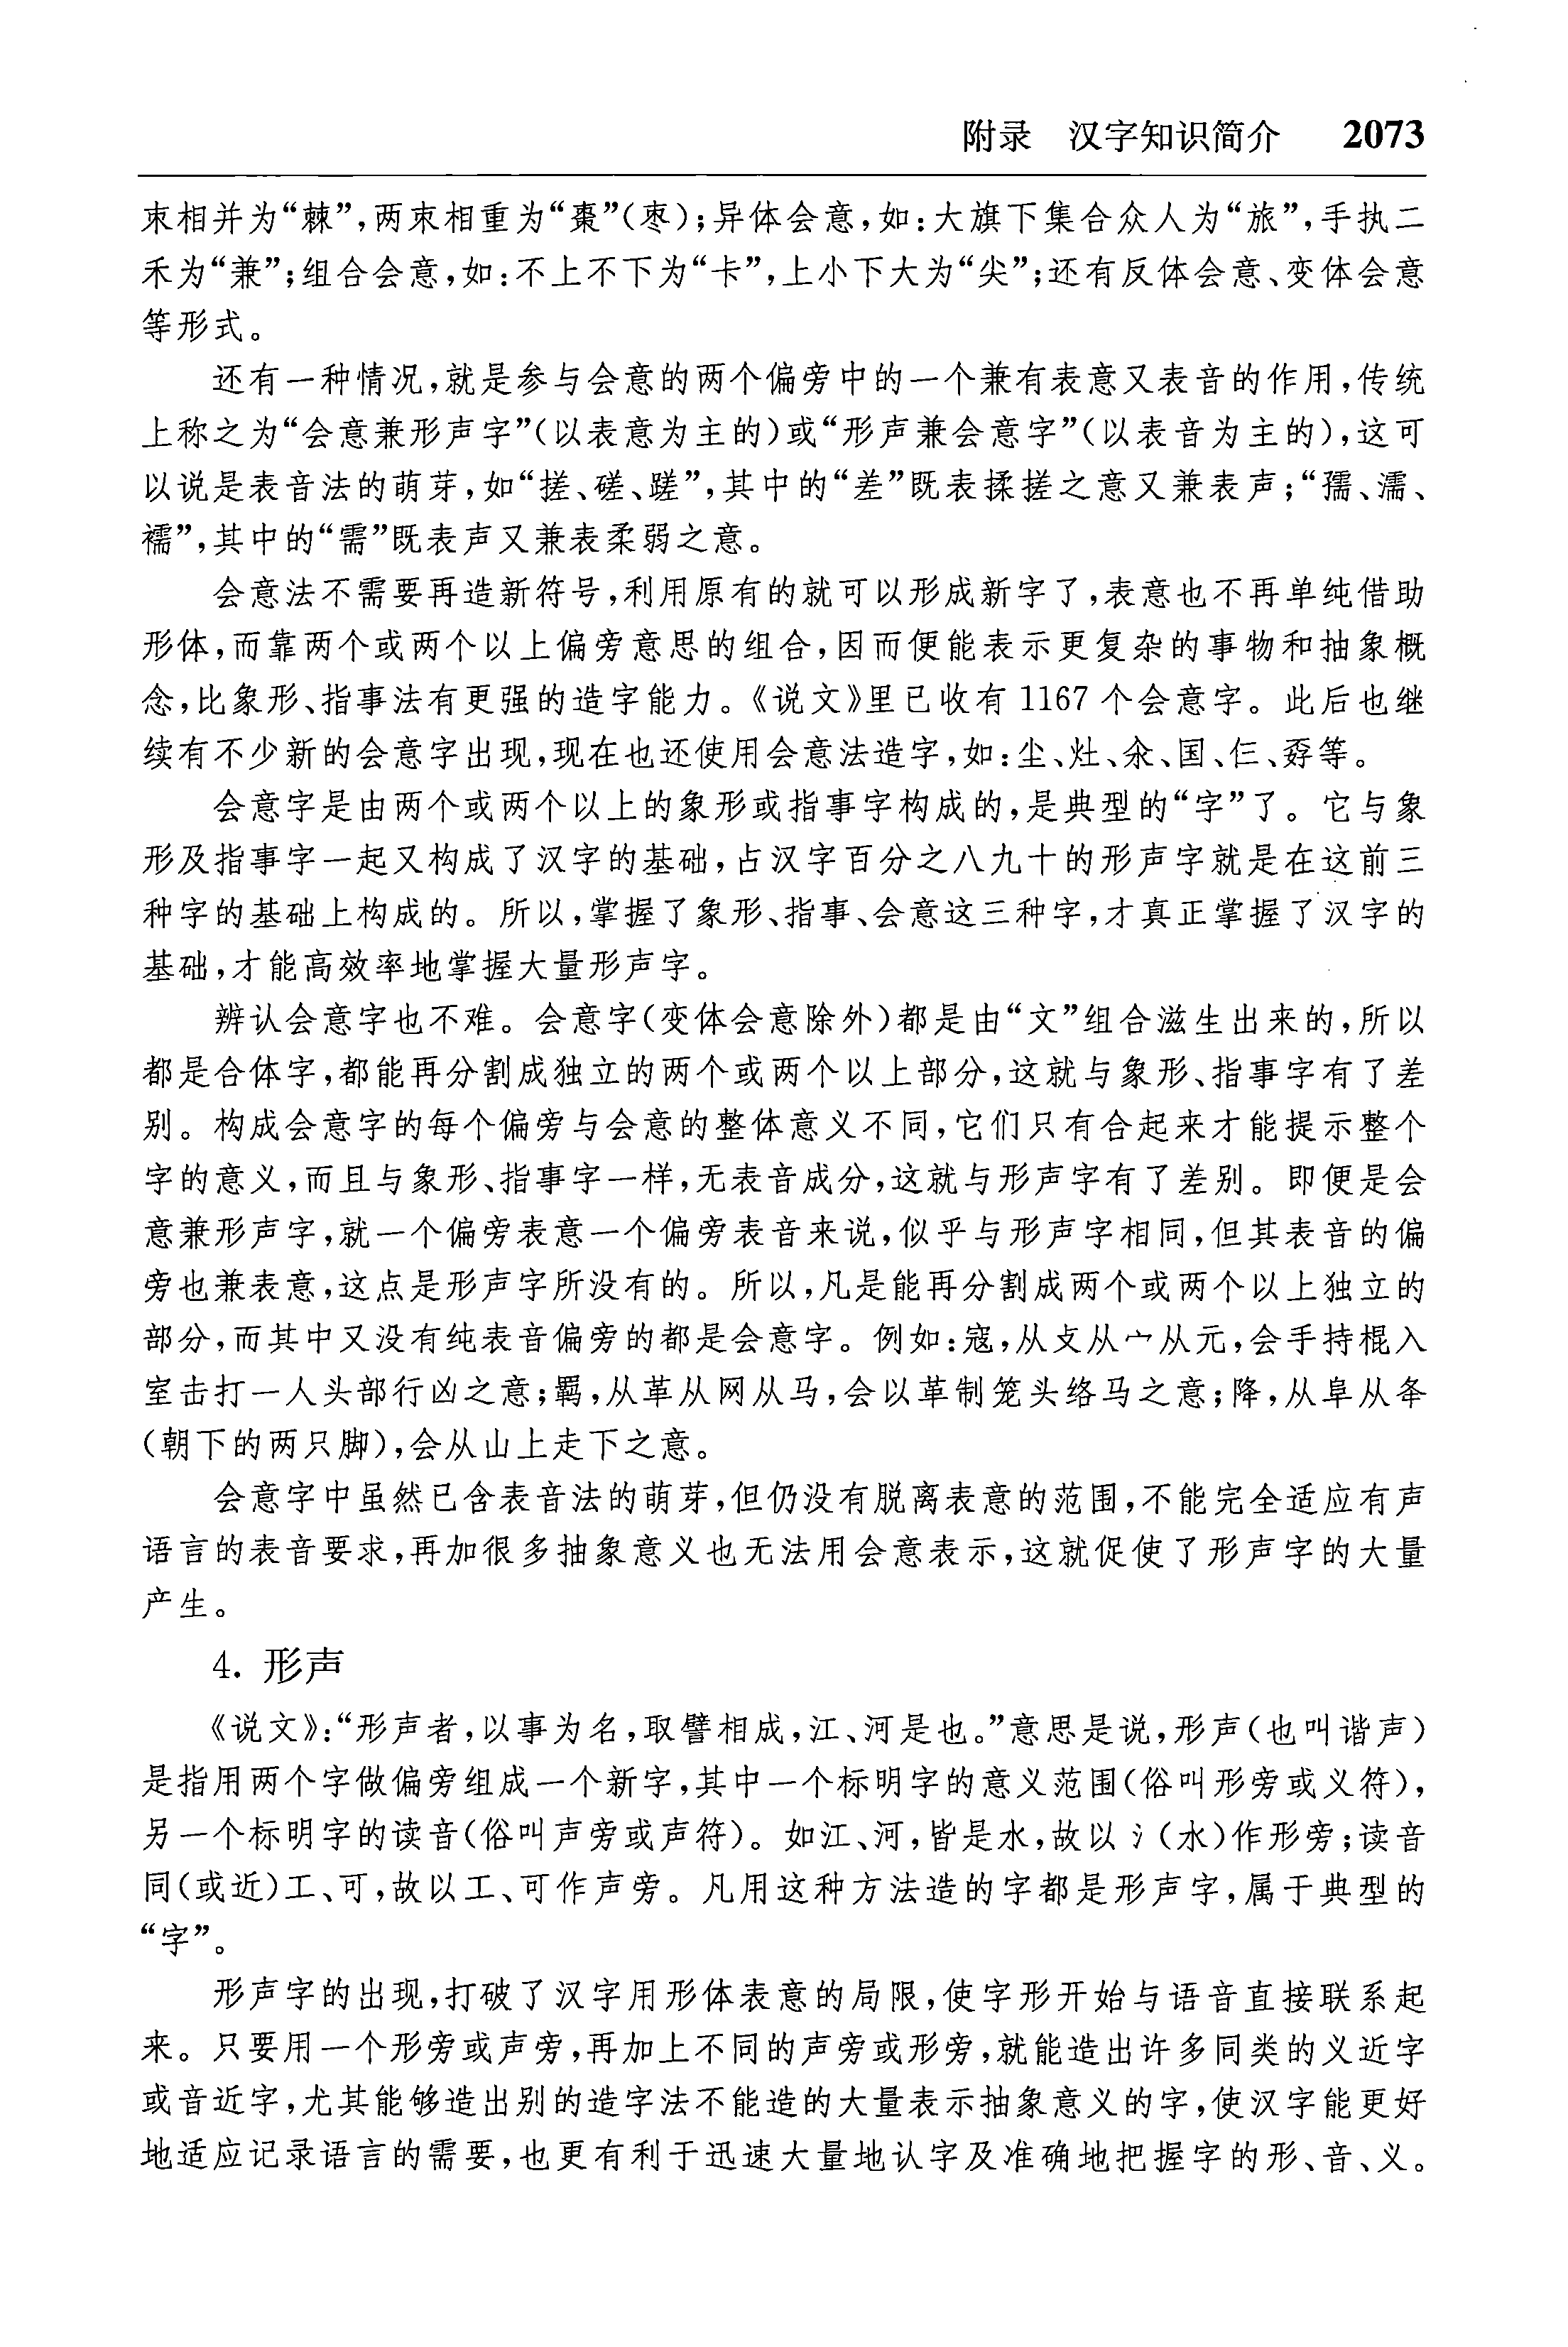 附录 汉字知识简介 2073
朿相并为“棘”,两朿相重为“棗”(枣);异体会意,如:大旗下集合众人为“旅”,手执二
禾为“兼”;组合会意,如:不上不下为“卡”,上小下大为“尖”;还有反体会意、变体会意
等形式。
还有一种情况,就是参与会意的两个偏旁中的一个兼有表意又表音的作用,传统
上称之为“会意兼形声字”(以表意为主的)或“形声兼会意字”(以表音为主的),这可
以说是表音法的萌芽,如“搓、磋、蹉”,其中的“差”既表揉搓之意又兼表声;“孺、濡、
襦”,其中的“需”既表声又兼表柔弱之意。
会意法不需要再造新符号,利用原有的就可以形成新字了,表意也不再单纯借助
形体,而靠两个或两个以上偏旁意思的组合,因而便能表示更复杂的事物和抽象概
念,比象形、指事法有更强的造字能力。《说文》里已收有 1167 个会意字。此后也继
续有不少新的会意字出现,现在也还使用会意法造字,如:尘、灶、氽、国、仨、孬等。
会意字是由两个或两个以上的象形或指事字构成的,是典型的“字”了。它与象
形及指事字一起又构成了汉字的基础,占汉字百分之八九十的形声字就是在这前三
种字的基础上构成的。所以,掌握了象形、指事、会意这三种字,才真正掌握了汉字的
基础,才能高效率地掌握大量形声字。
辨认会意字也不难。会意字(变体会意除外)都是由“文”组合滋生出来的,所以
都是合体字,都能再分割成独立的两个或两个以上部分,这就与象形、指事字有了差
别。构成会意字的每个偏旁与会意的整体意义不同,它们只有合起来才能提示整个
字的意义,而且与象形、指事字一样,无表音成分,这就与形声字有了差别。即便是会
意兼形声字,就一个偏旁表意一个偏旁表音来说,似乎与形声字相同,但其表音的偏
旁也兼表意,这点是形声字所没有的。所以,凡是能再分割成两个或两个以上独立的
部分,而其中又没有纯表音偏旁的都是会意字。例如:寇,从攴从宀从元,会手持棍入
室击打一人头部行凶之意;羁,从革从网从马,会以革制笼头络马之意;降,从阜从夅
(朝下的两只脚),会从山上走下之意。
会意字中虽然已含表音法的萌芽,但仍没有脱离表意的范围,不能完全适应有声
语言的表音要求,再加很多抽象意义也无法用会意表示,这就促使了形声字的大量
产生。
4. 形声
《说文》:“形声者,以事为名,取譬相成,江、河是也。”意思是说,形声(也叫谐声)
是指用两个字做偏旁组成一个新字,其中一个标明字的意义范围(俗叫形旁或义符),
另一个标明字的读音(俗叫声旁或声符)。如江、河,皆是水,故以氵(水)作形旁;读音
同(或近)工、可,故以工、可作声旁。凡用这种方法造的字都是形声字,属于典型的
“字”。
形声字的出现,打破了汉字用形体表意的局限,使字形开始与语音直接联系起
来。只要用一个形旁或声旁,再加上不同的声旁或形旁,就能造出许多同类的义近字
或音近字,尤其能够造出别的造字法不能造的大量表示抽象意义的字,使汉字能更好
地适应记录语言的需要,也更有利于迅速大量地认字及准确地把握字的形、音、义。